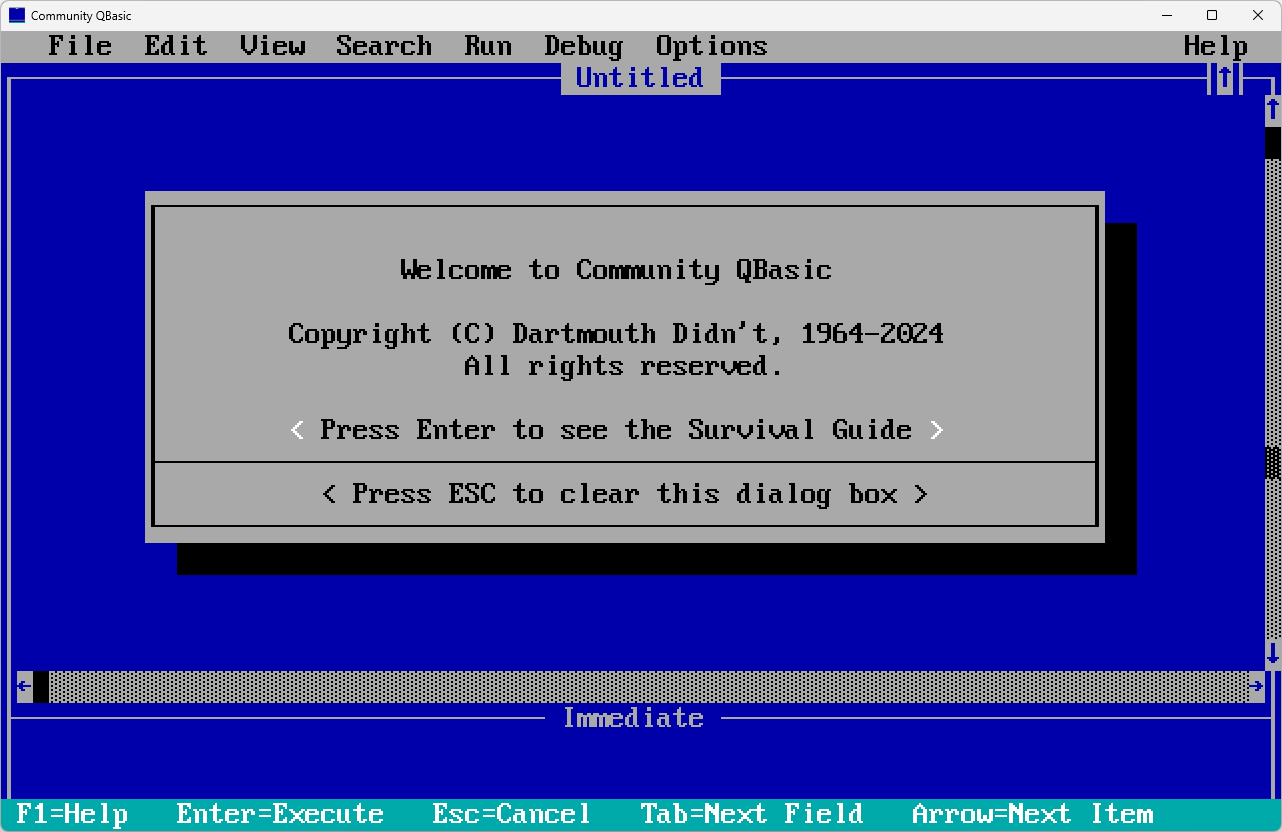 Community QBasic
File Edit View Search Run Debug Options Help
Untitled
Welcome to Community QBasic
Copyright (C) Dartmouth Didn't, 1964-2024
All rights reserved.
< Press Enter to see the Survival Guide >
< Press ESC to clear this dialog box >
Immediate
F1=Help Enter=Execute Esc=Cancel Tab=Next Field Arrow=Next Item